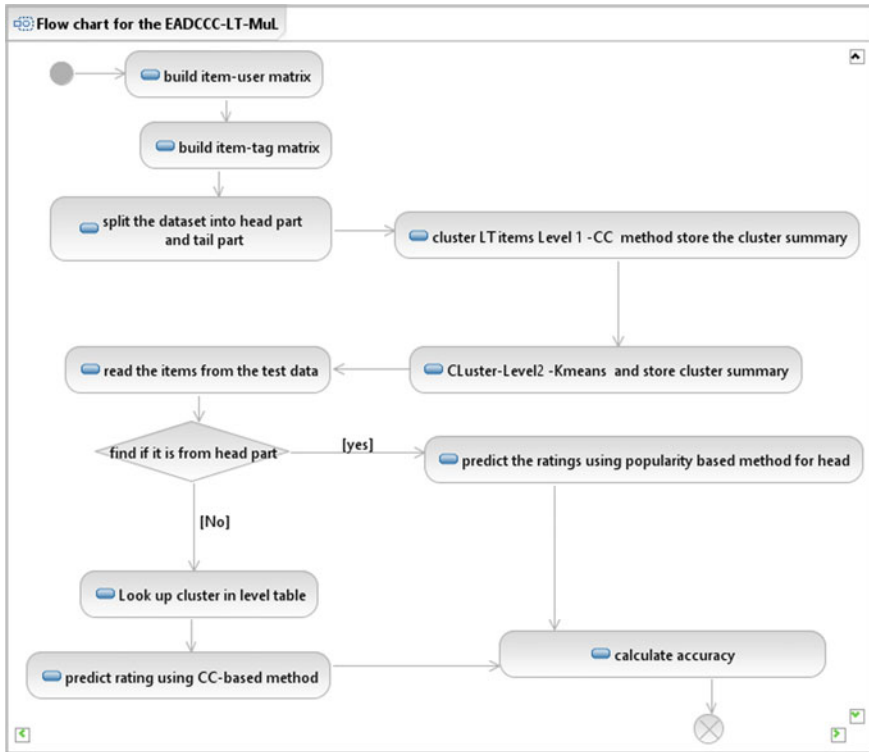 Flow chart for the EADCCC-LT-MuL
build item-user matrix
build item-tag matrix
split the dataset into head part
and tail part
cluster LT items Level 1 -CC method store the cluster summary
CLuster-Level2 -Kmeans and store cluster summary
read the items from the test data
find if it is from head part
[yes]
predict the ratings using popularity based method for head
[No]
Look up cluster in level table
predict rating using CC-based method
calculate accuracy